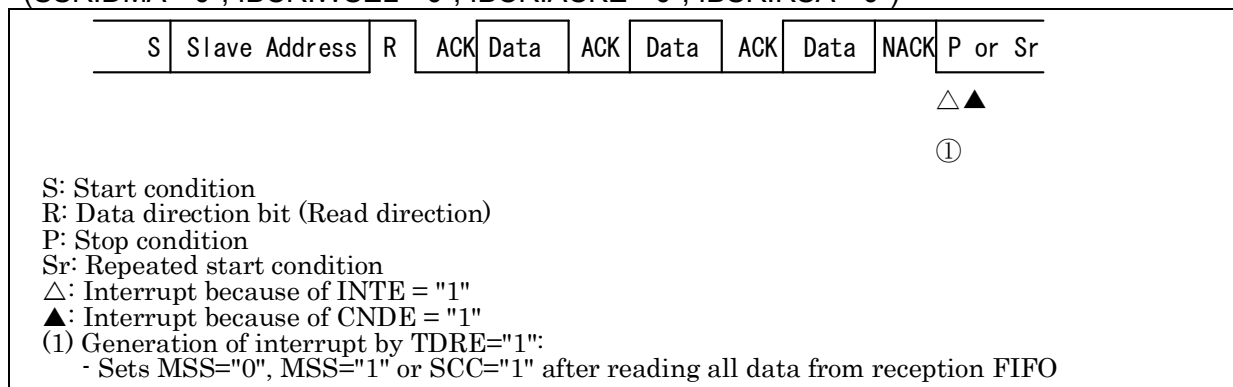 S Slave Address R ACK Data ACK Data ACK Data NACK P or Sr
△▲
①
S: Start condition
R: Data direction bit (Read direction)
P: Stop condition
Sr: Repeated start condition
△: Interrupt because of INTE = "1"
▲: Interrupt because of CNDE = "1"
(1) Generation of interrupt by TDRE="1":
- Sets MSS="0", MSS="1" or SCC="1" after reading all data from reception FIFO